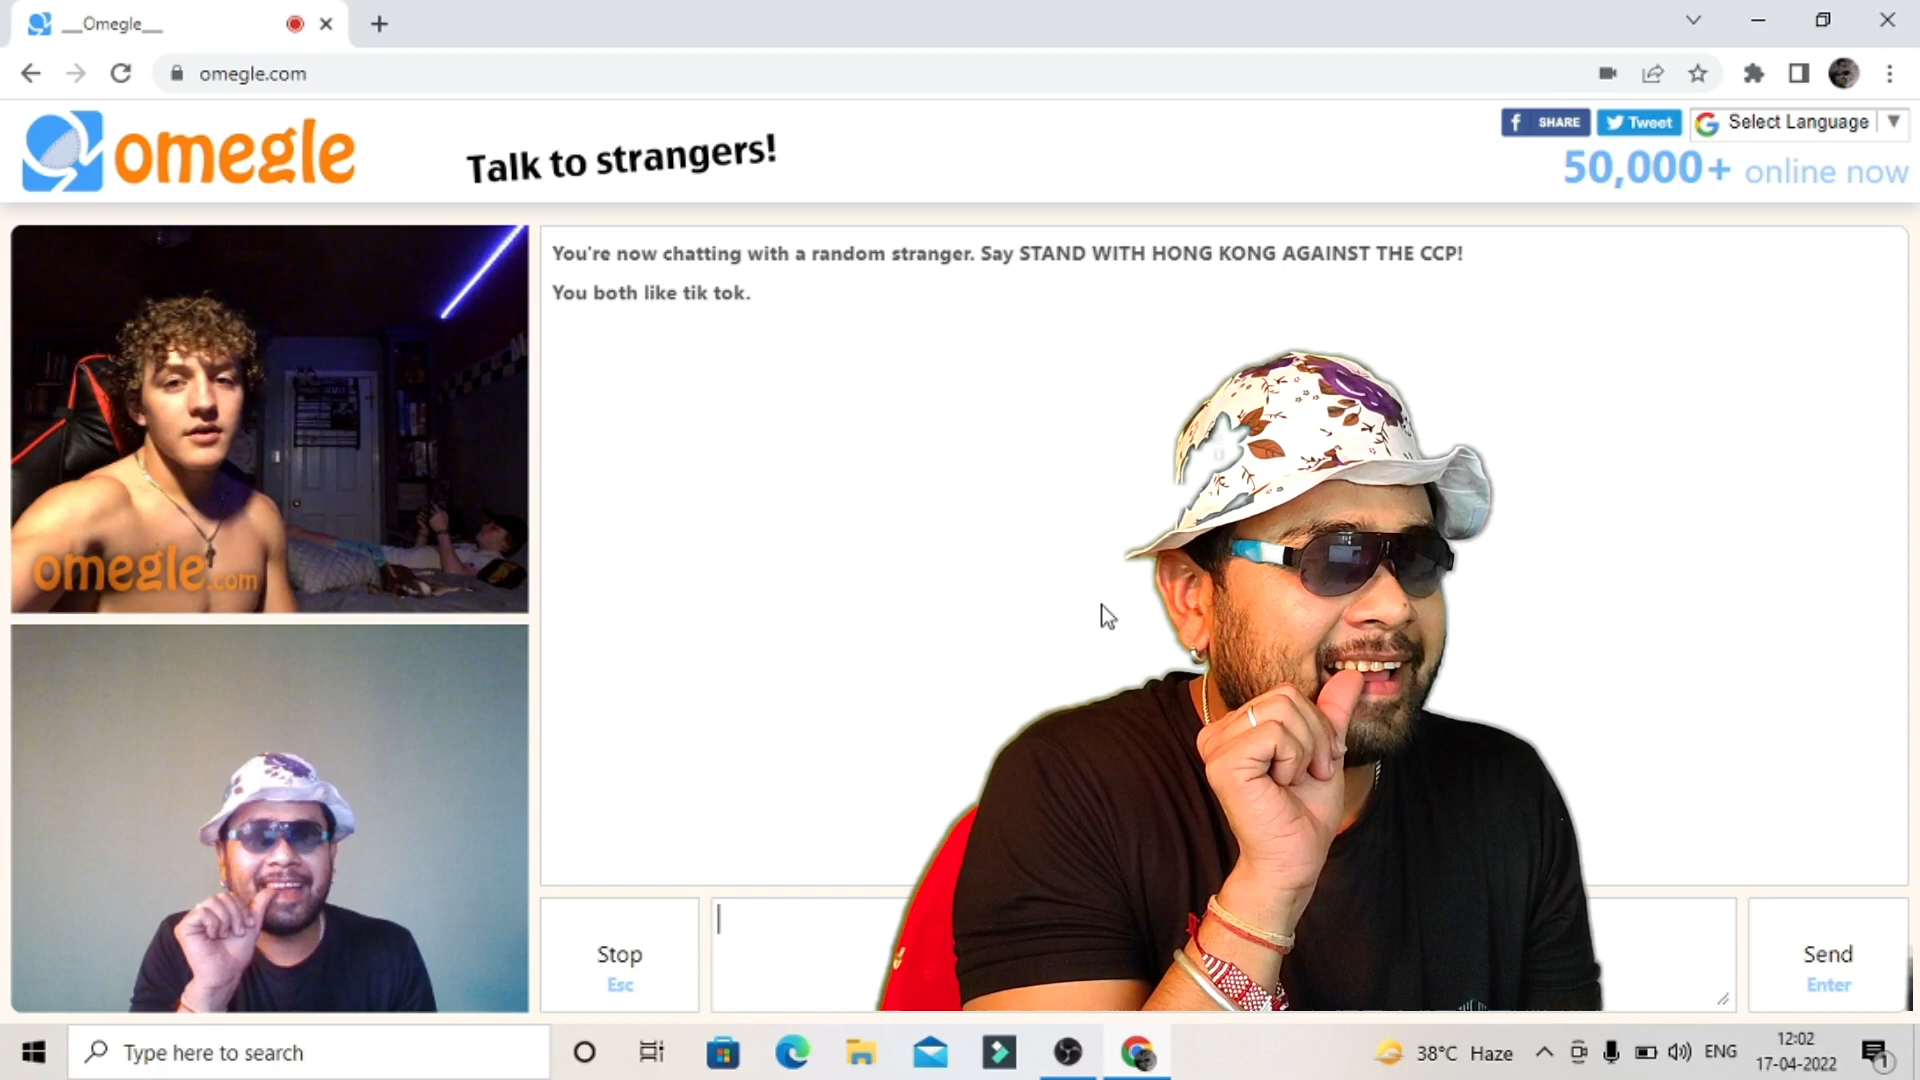 __Omegle__
omegle.com
omegle
Talk to strangers!
SHARE
Tweet
Select Language
50,000+ online now
You're now chatting with a random stranger. Say STAND WITH HONG KONG AGAINST THE CCP!
You both like tik tok.
omegle.com
Stop
Esc
Send
Enter
Type here to search
38°C Haze
ENG
12:02
17-04-2022
1